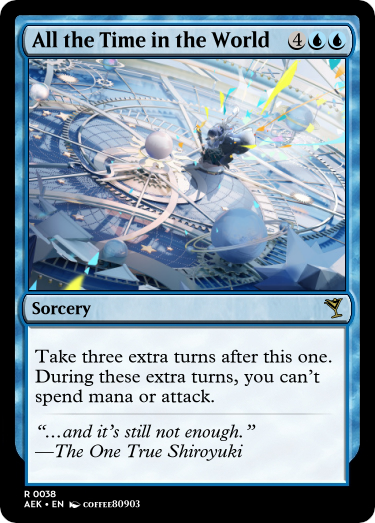 All the Time in the World 4
Sorcery
Take three extra turns after this one.
During these extra turns, you can't
spend mana or attack.
“...and it's still not enough.”
—The One True Shiroyuki
R 0038
AEK • EN COFFEE80903